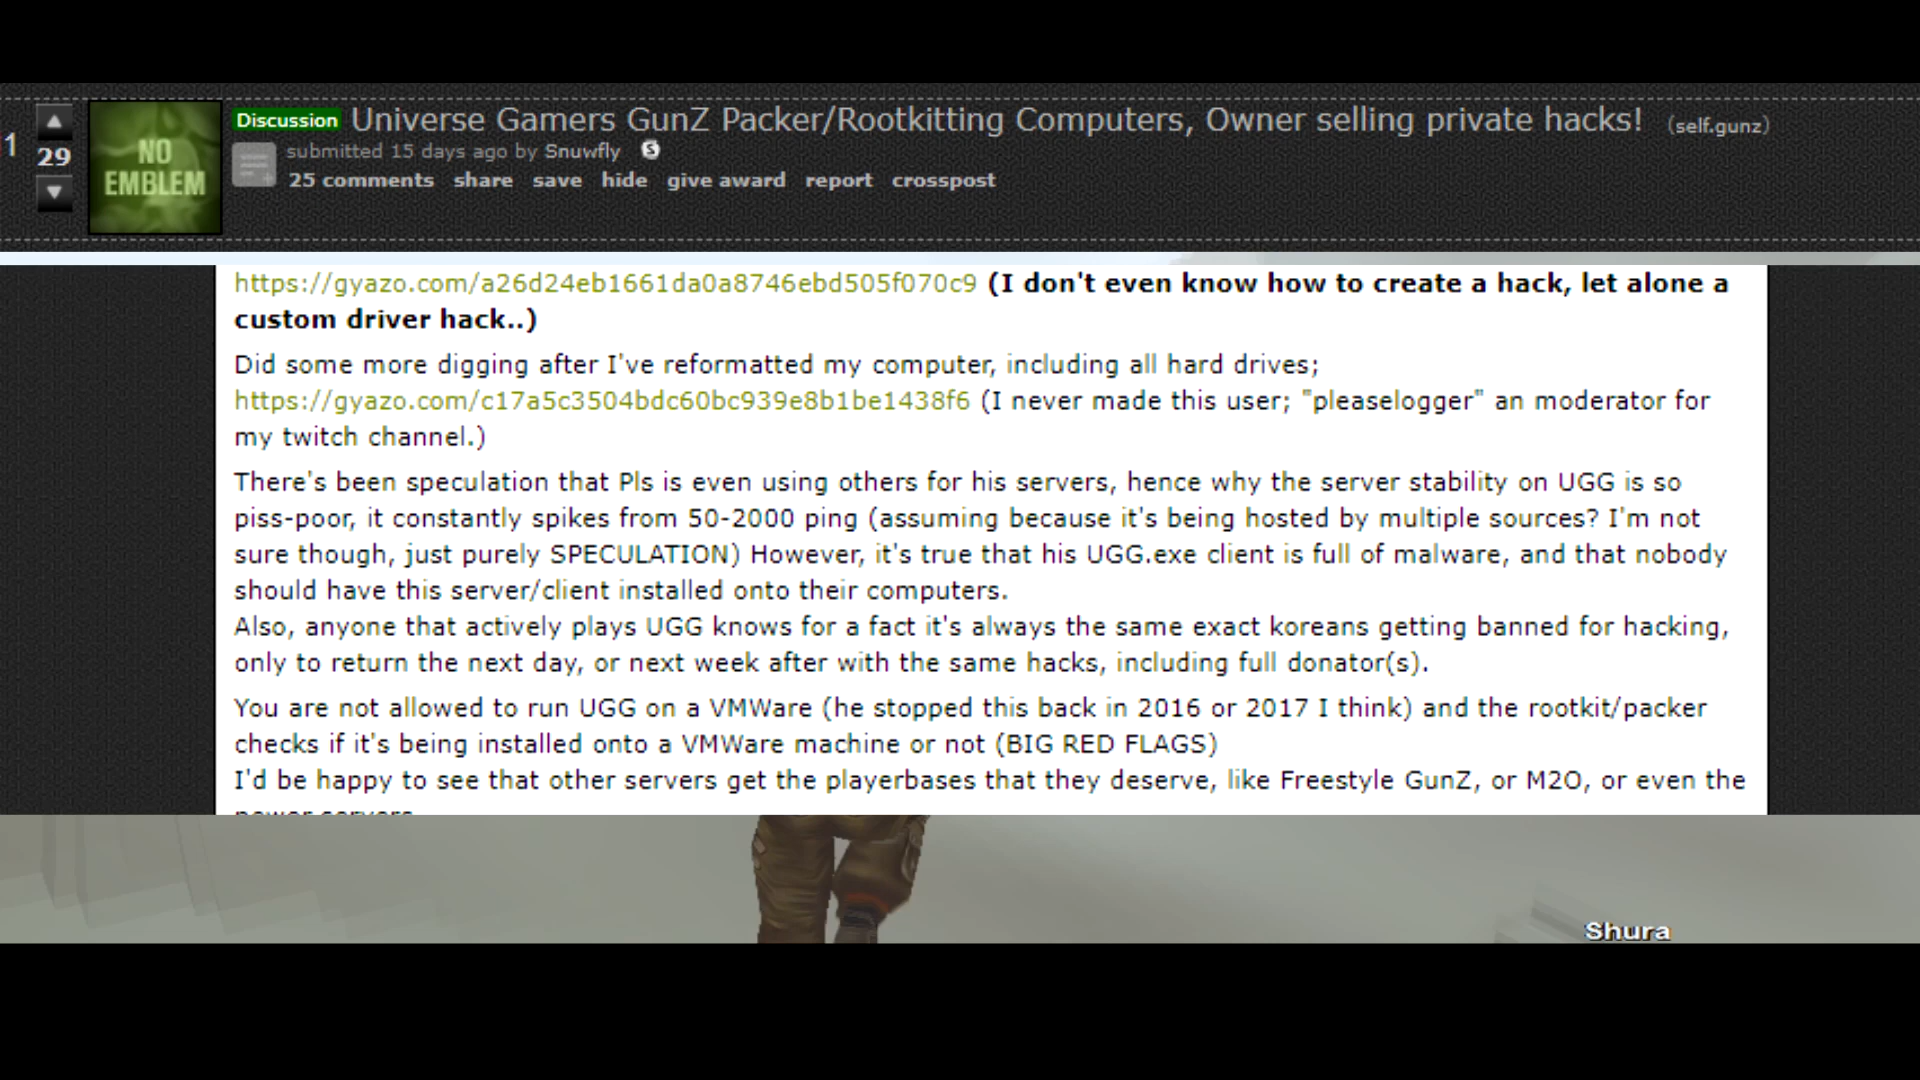 1
29
NO
EMBLEM
Discussion Universe Gamers GunZ Packer/Rootkitting Computers, Owner selling private hacks! (self.gunz)
submitted 15 days ago by Snuwfly S
25 comments share save hide give award report crosspost
https://gyazo.com/a26d24eb1661da0a8746ebd505f070c9 (I don't even know how to create a hack, let alone a
custom driver hack..)
Did some more digging after I've reformatted my computer, including all hard drives;
https://gyazo.com/c17a5c3504bdc60bc939e8b1be1438f6 (I never made this user; "pleaselogger" an moderator for
my twitch channel.)
There's been speculation that Pls is even using others for his servers, hence why the server stability on UGG is so
piss-poor, it constantly spikes from 50-2000 ping (assuming because it's being hosted by multiple sources? I'm not
sure though, just purely SPECULATION) However, it's true that his UGG.exe client is full of malware, and that nobody
should have this server/client installed onto their computers.
Also, anyone that actively plays UGG knows for a fact it's always the same exact koreans getting banned for hacking,
only to return the next day, or next week after with the same hacks, including full donator(s).
You are not allowed to run UGG on a VMWare (he stopped this back in 2016 or 2017 I think) and the rootkit/packer
checks if it's being installed onto a VMWare machine or not (BIG RED FLAGS)
I'd be happy to see that other servers get the playerbases that they deserve, like Freestyle GunZ, or M2O, or even the
power servers
Shura